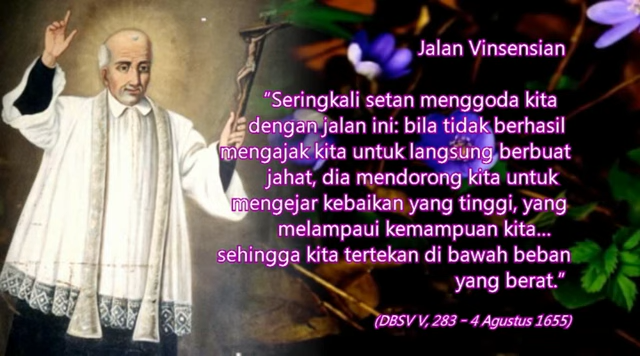 Jalan Vinsensian
"Seringkali setan menggoda kita
dengan jalan ini: bila tidak berhasil
mengajak kita untuk langsung berbuat
jahat, dia mendorong kita untuk
mengejar kebaikan yang tinggi, yang
melampaui kemampuan kita...
sehingga kita tertekan di bawah beban
yang berat."
(DBSV V, 283 – 4 Agustus 1655)